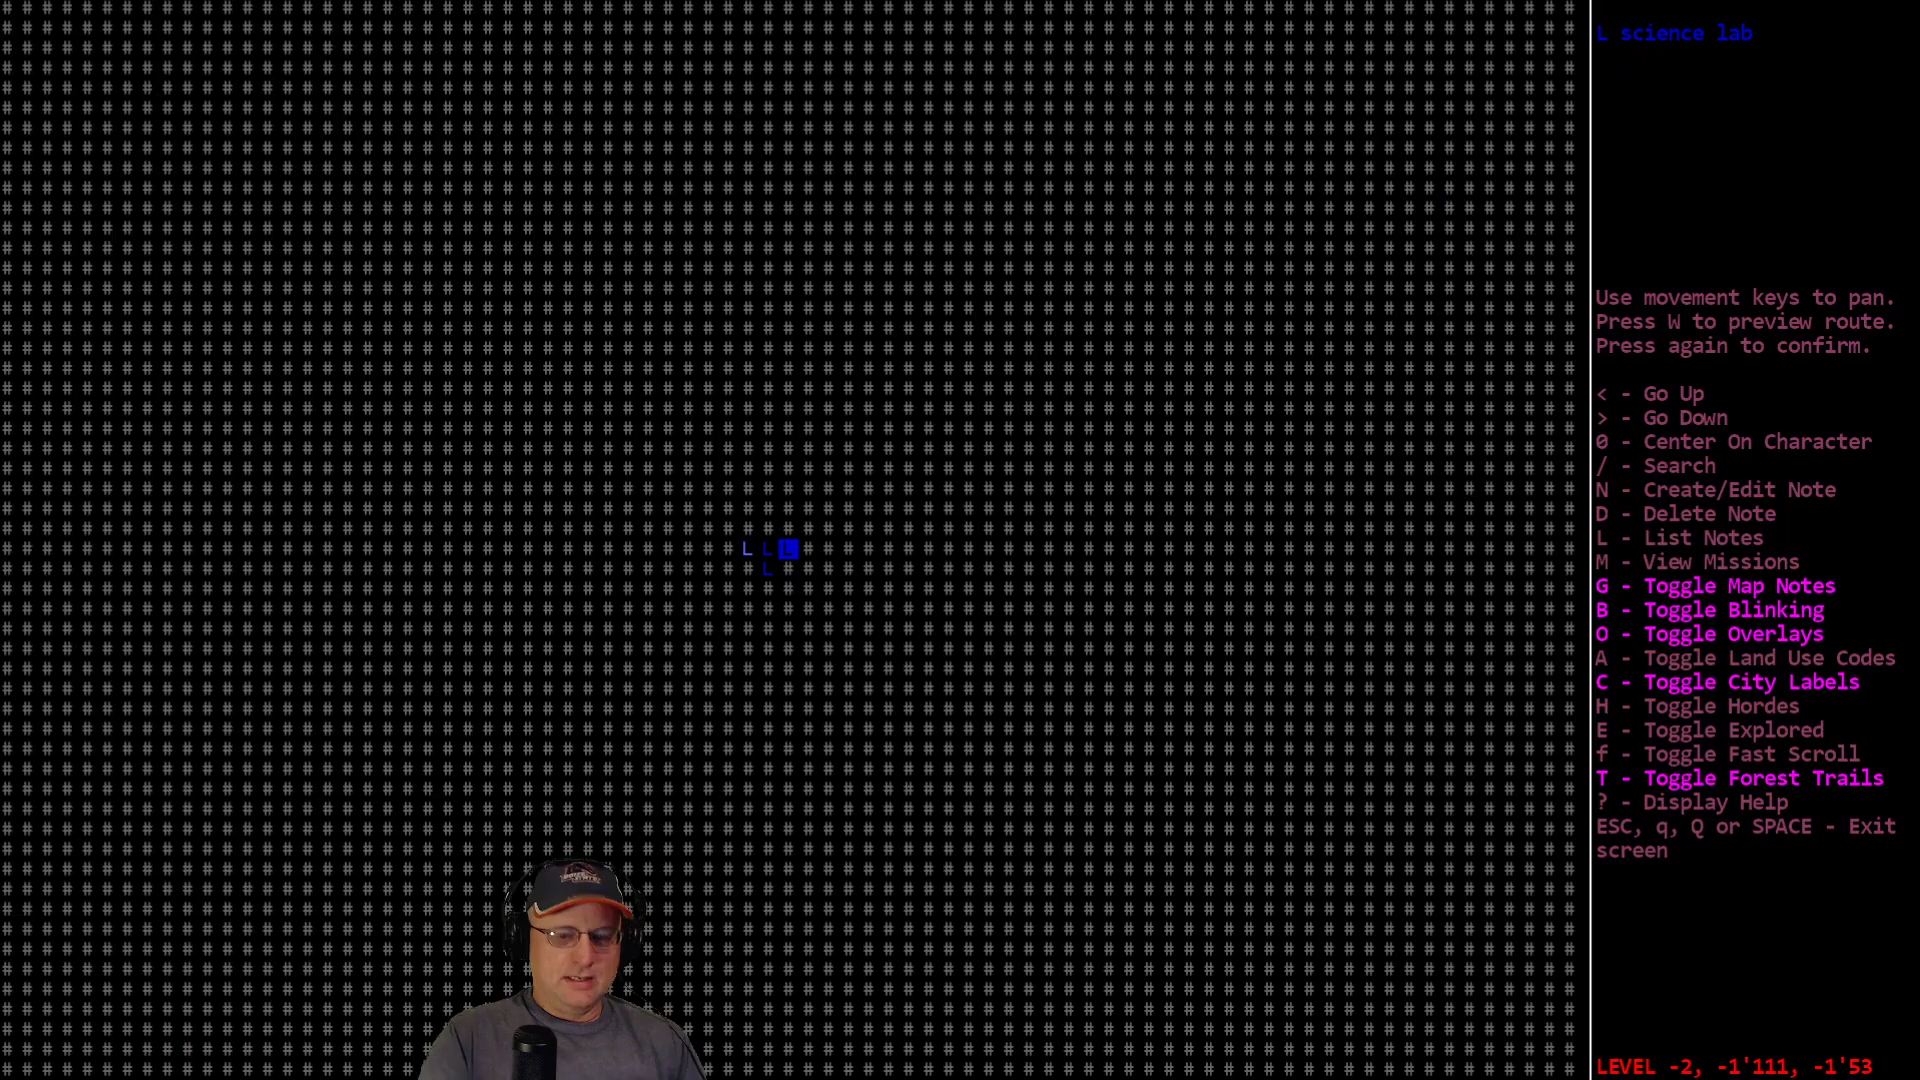 L science lab
Use movement keys to pan.
Press W to preview route.
Press again to confirm.
< - Go Up
> - Go Down
0 - Center On Character
/ - Search
N - Create/Edit Note
D - Delete Note
L - List Notes
M - View Missions
G - Toggle Map Notes
B - Toggle Blinking
O - Toggle Overlays
A - Toggle Land Use Codes
C - Toggle City Labels
H - Toggle Hordes
E - Toggle Explored
f - Toggle Fast Scroll
T - Toggle Forest Trails
? - Display Help
ESC, q, Q or SPACE - Exit
screen
L L L
L
LEVEL -2, -1'111, -1'53